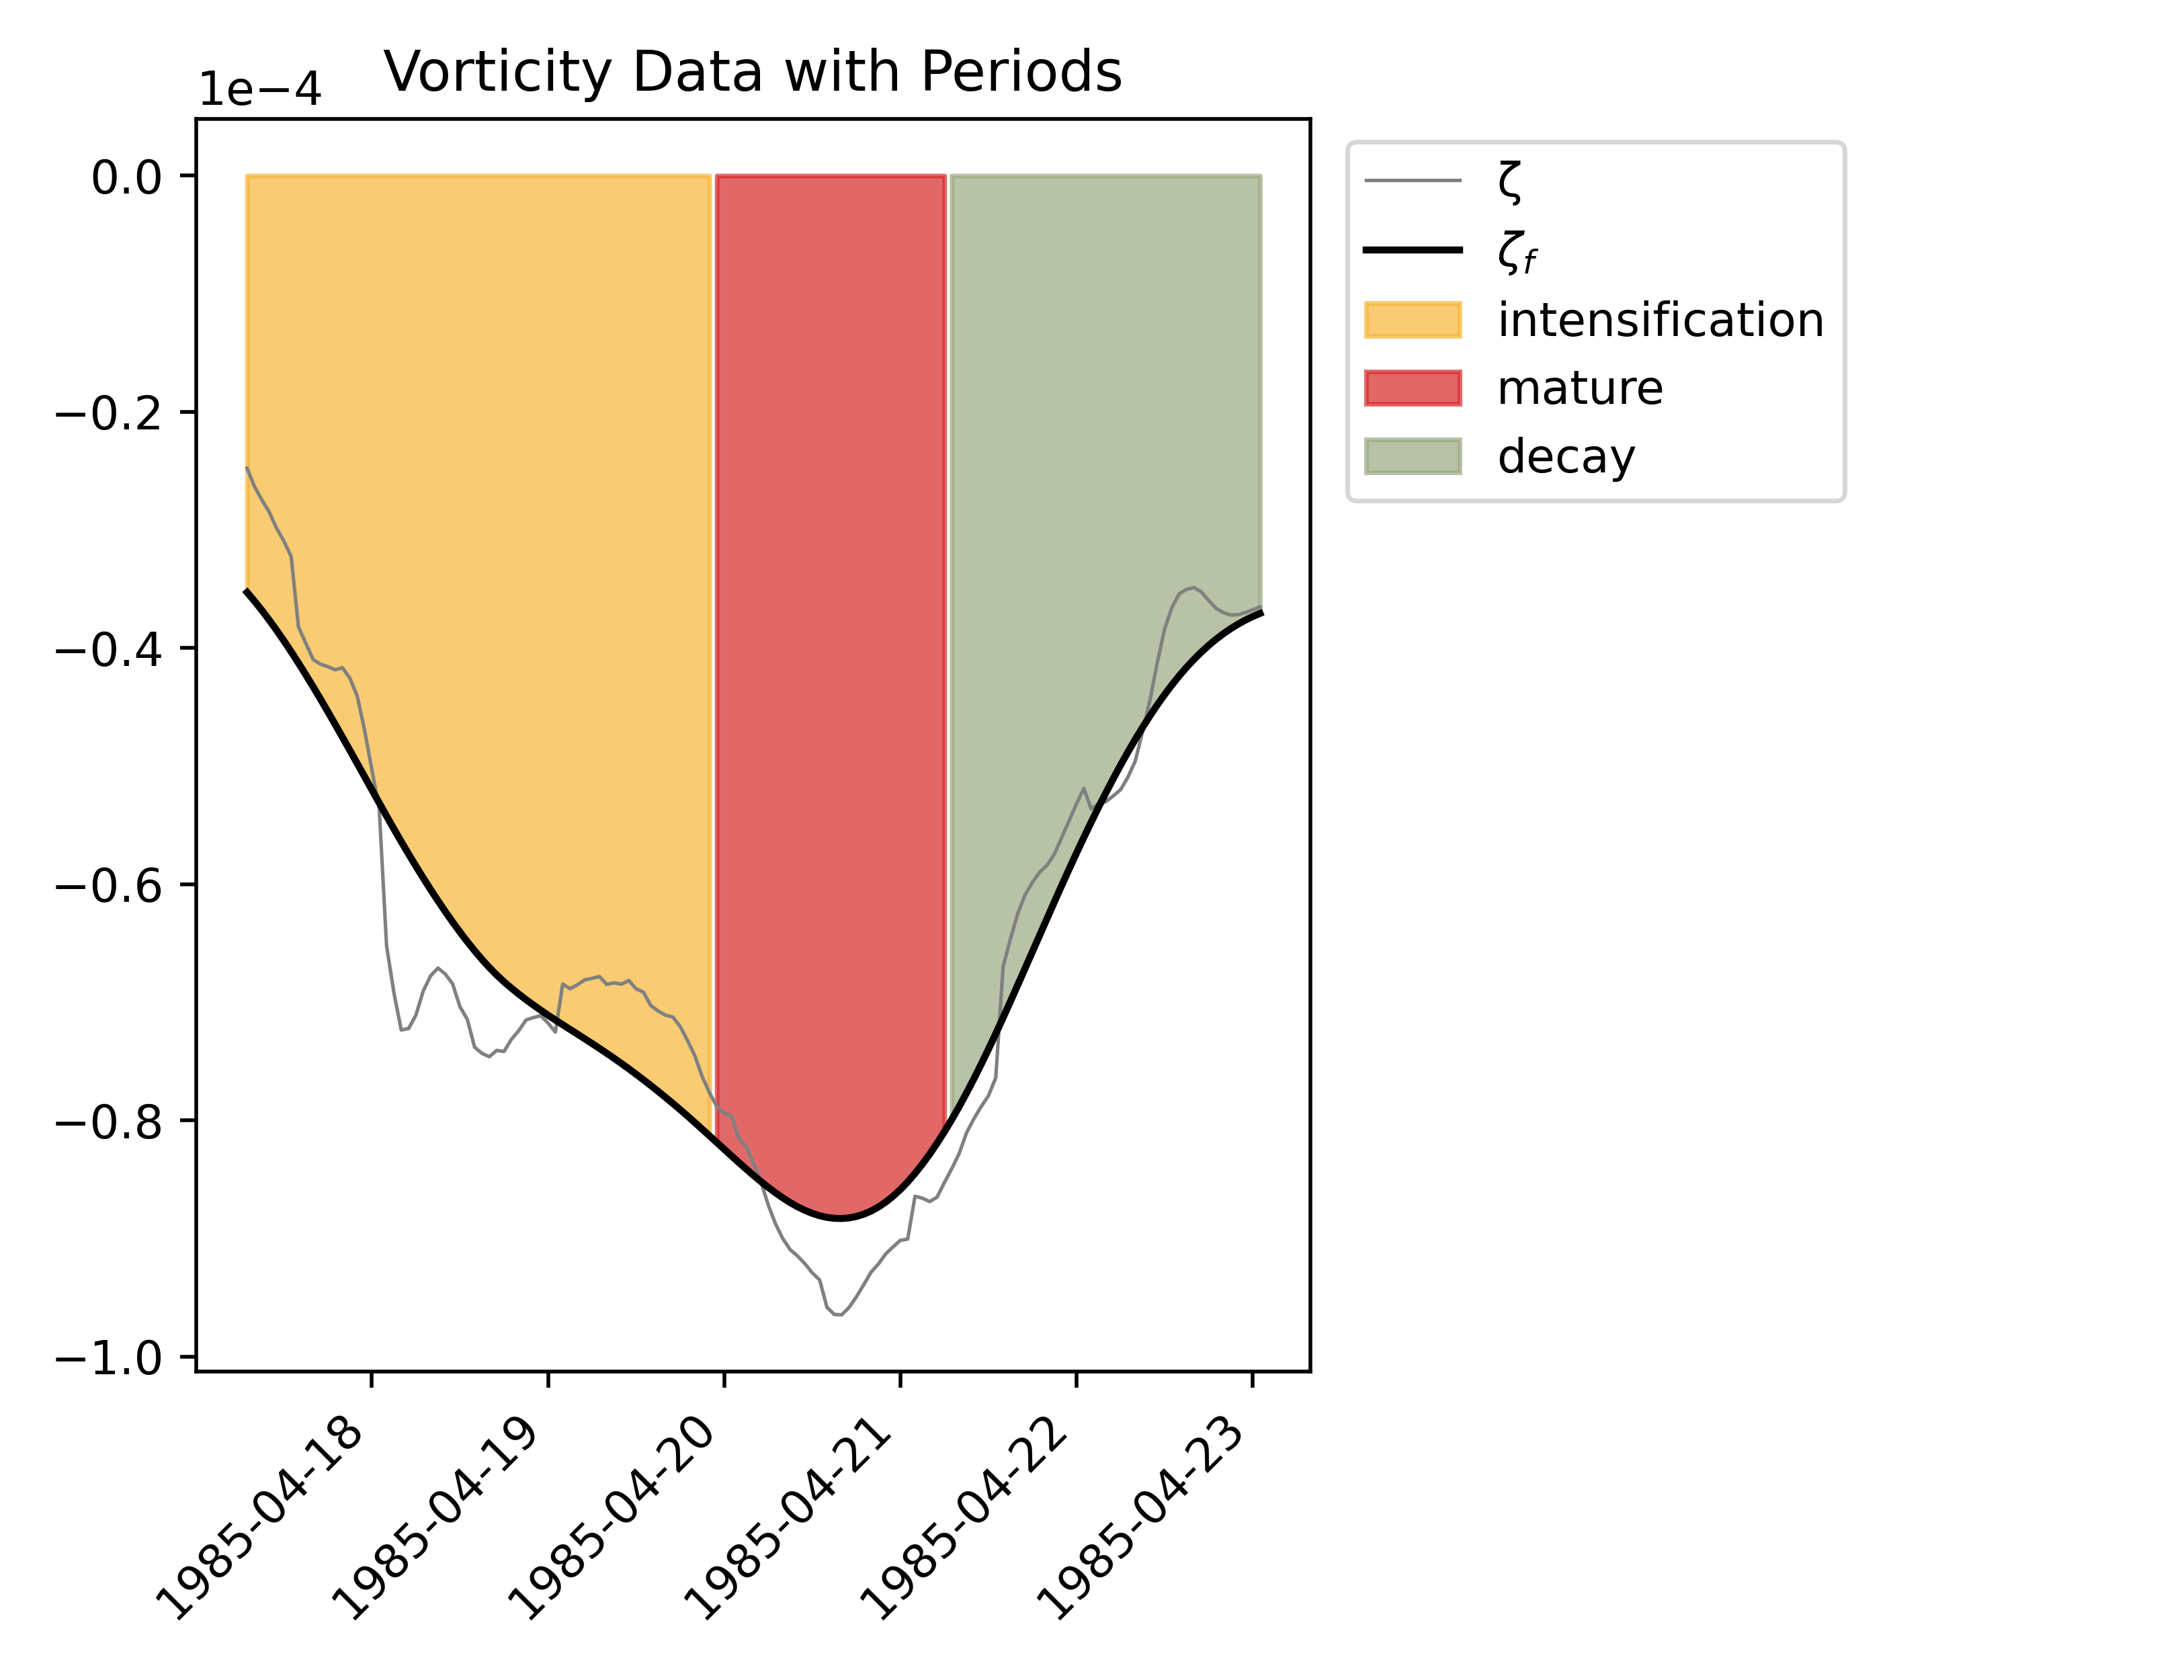 Vorticity Data with Periods
1e−4
0.0
−0.2
−0.4
−0.6
−0.8
−1.0
1985-04-18
1985-04-19
1985-04-20
1985-04-21
1985-04-22
1985-04-23
ζ
ζf
intensification
mature
decay